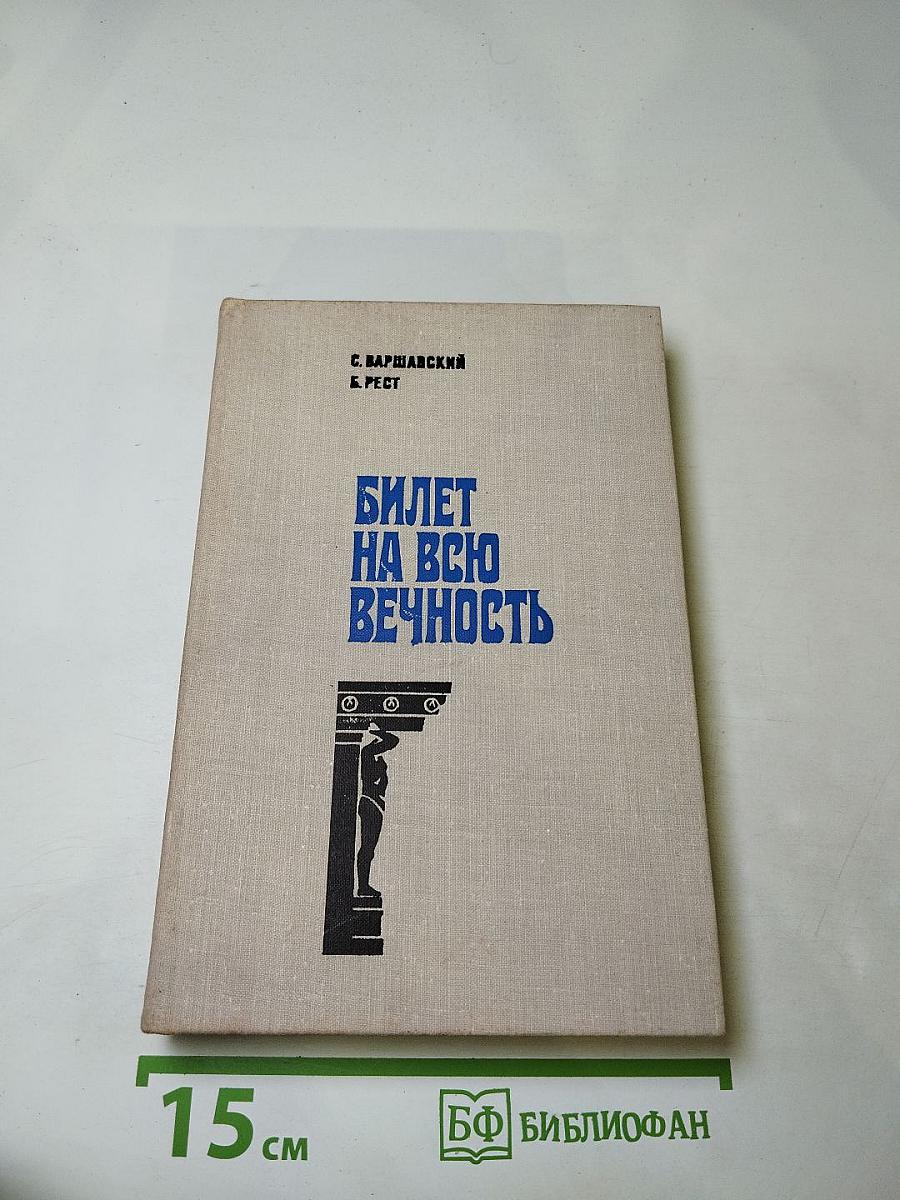 С. ВАРШАВСКИЙ
Б. РЕСТ
БИЛЕТ
НА ВСЮ
ВЕЧНОСТЬ
15 см
БФ БИБЛИОФАН